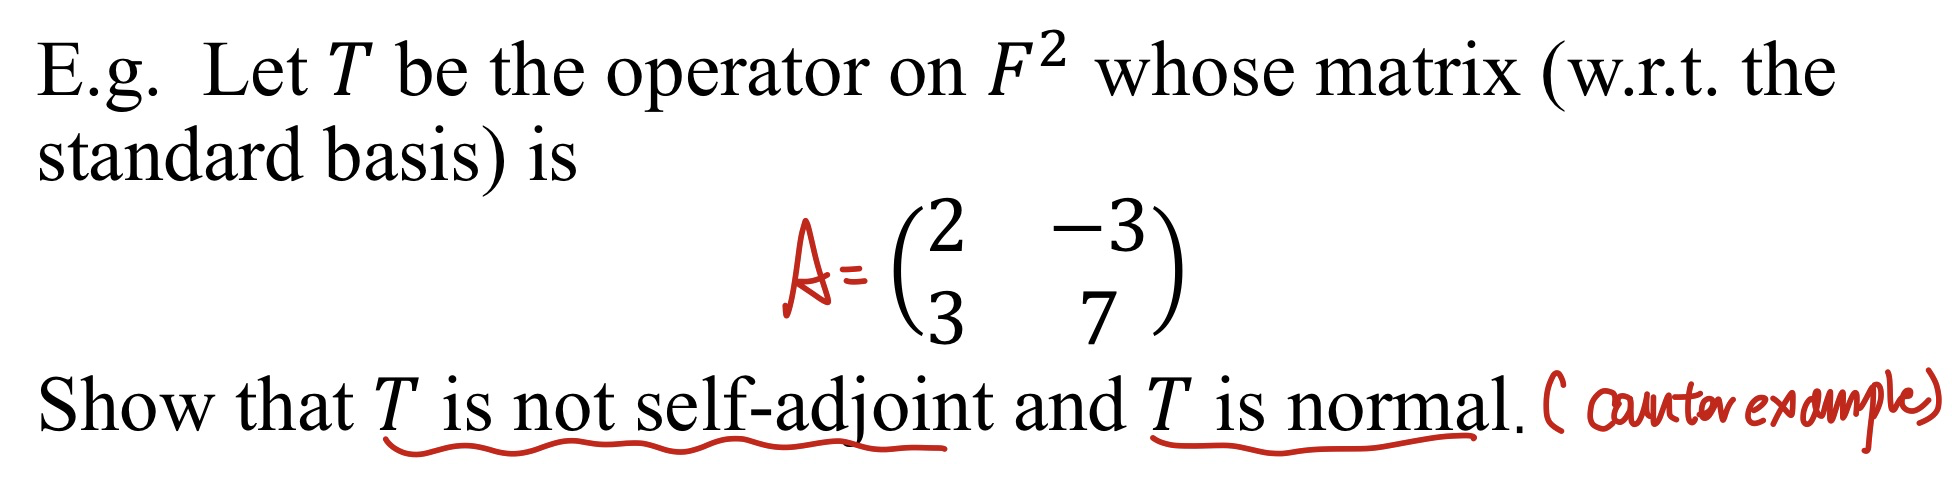 E.g. Let T be the operator on F² whose matrix (w.r.t. the
standard basis) is
A= (2 −3
3 7)
Show that T is not self-adjoint and T is normal. (counter example)